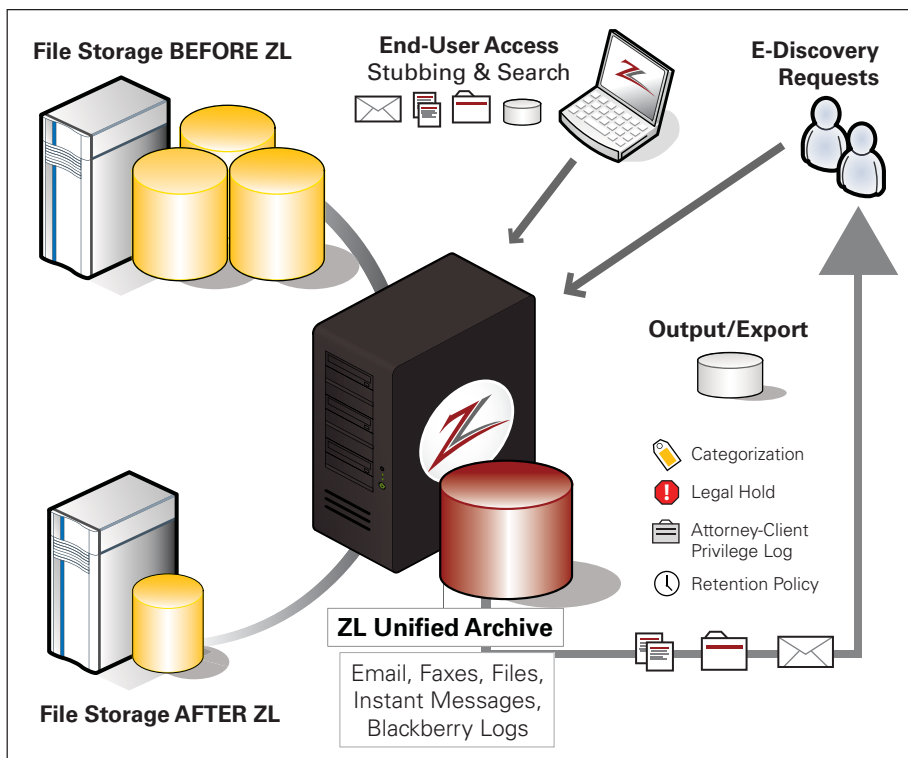 File Storage BEFORE ZL
End-User Access
Stubbing & Search
E-Discovery
Requests
Output/Export
Categorization
Legal Hold
Attorney-Client
Privilege Log
Retention Policy
ZL Unified Archive
Email, Faxes, Files,
Instant Messages,
Blackberry Logs
File Storage AFTER ZL